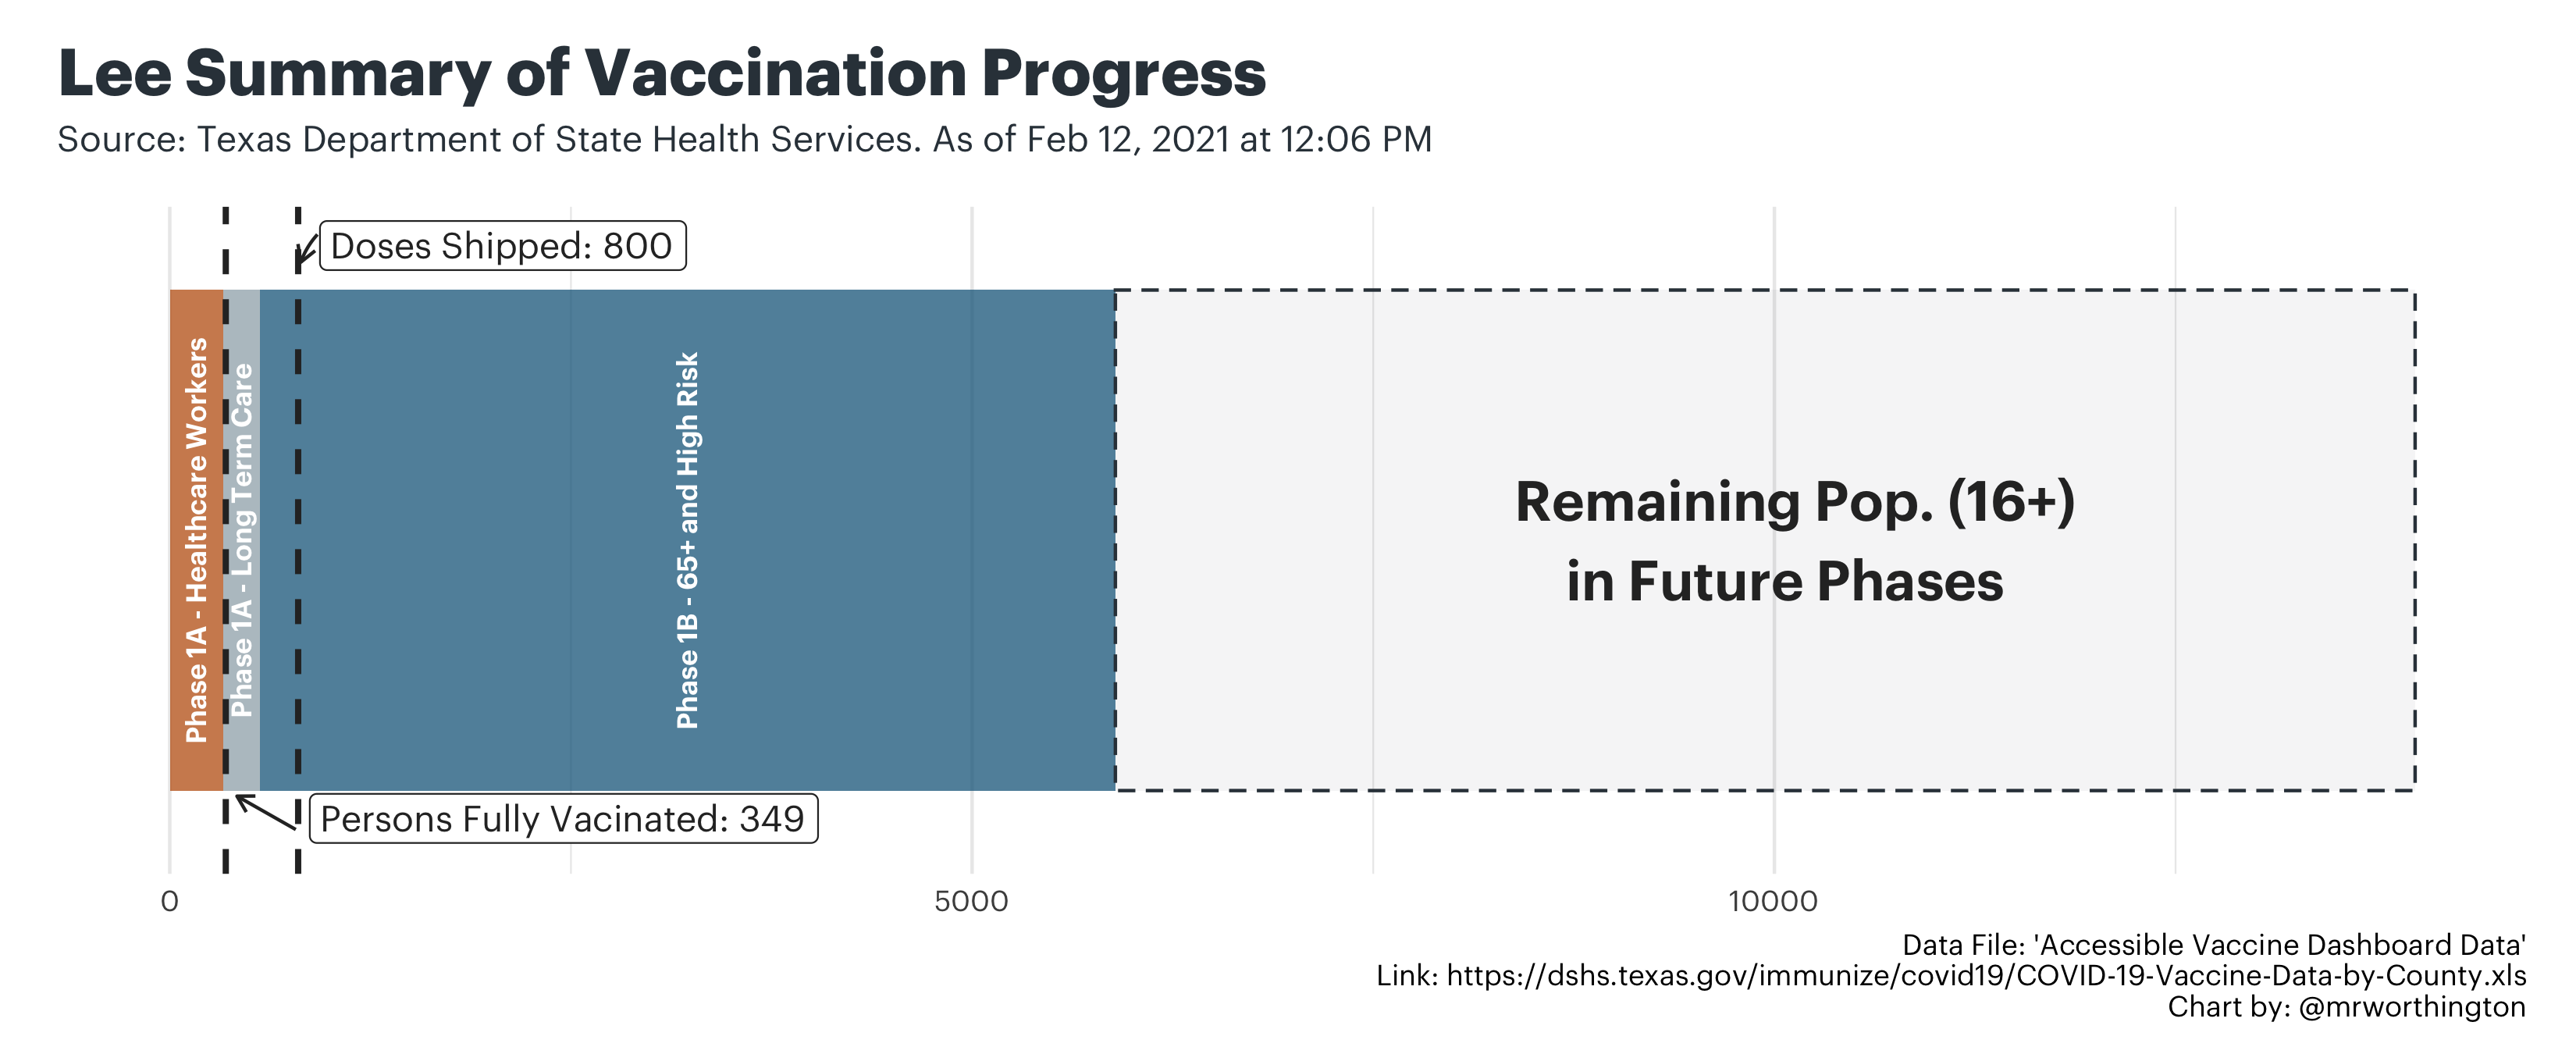 Lee Summary of Vaccination Progress
Source: Texas Department of State Health Services. As of Feb 12, 2021 at 12:06 PM
Doses Shipped: 800
Phase 1A - Healthcare Workers
Phase 1A - Long Term Care
Phase 1B - 65+ and High Risk
Remaining Pop. (16+)
in Future Phases
Persons Fully Vacinated: 349
0
5000
10000
Data File: 'Accessible Vaccine Dashboard Data'
Link: https://dshs.texas.gov/immunize/covid19/COVID-19-Vaccine-Data-by-County.xls
Chart by: @mrworthington